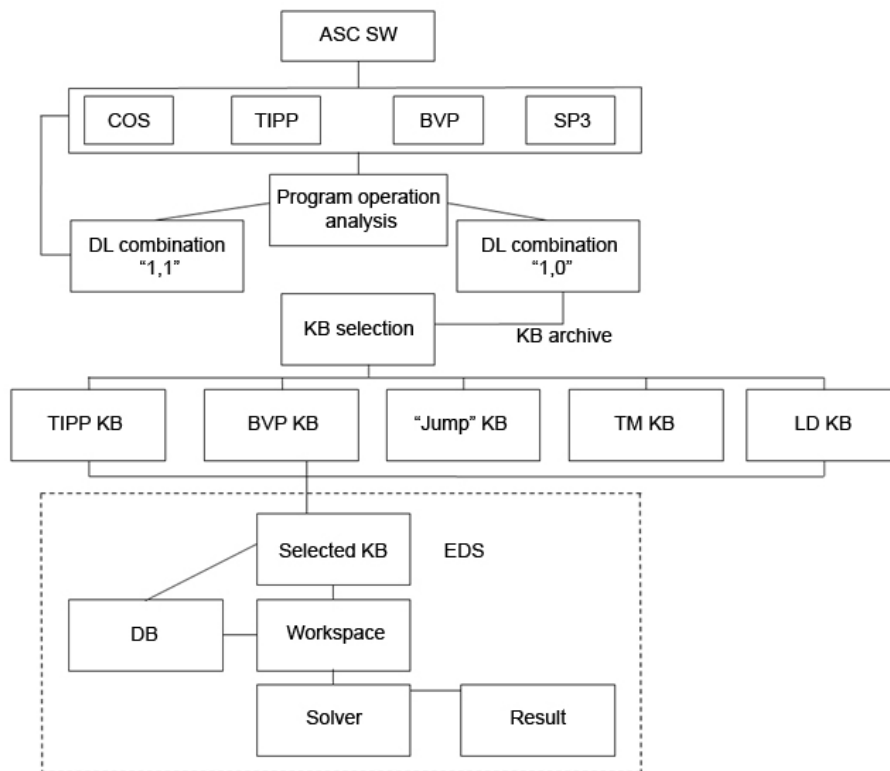 ASC SW
COS
TIPP
BVP
SP3
Program operation
analysis
DL combination
“1,1”
DL combination
“1,0”
KB selection
KB archive
TIPP KB
BVP KB
“Jump” KB
TM KB
LD KB
Selected KB
EDS
DB
Workspace
Solver
Result